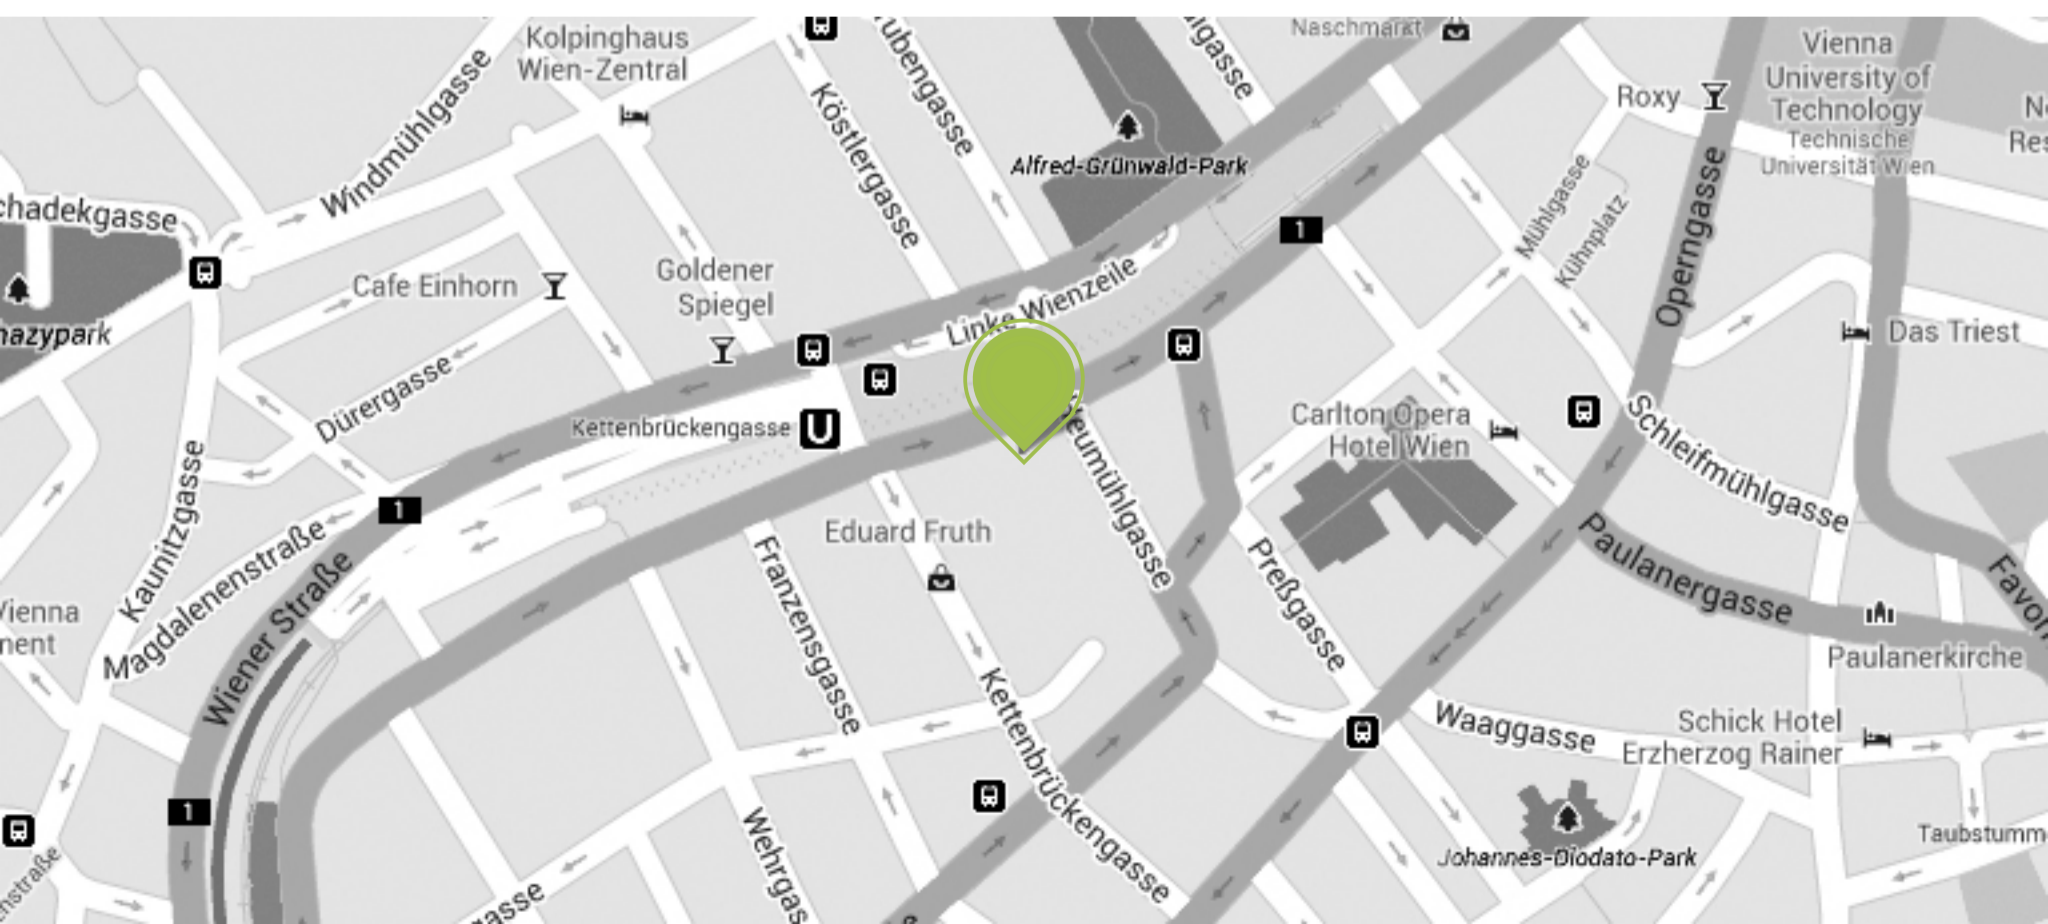 Kolpinghaus
Wien-Zentral
Naschmarkt
Vienna
University of
Technology
Technische
Universität Wien
Roxy
Windmühlgasse
Köstlergasse
Alfred-Grünwald-Park
Mühlgasse
Kühnplatz
Operngasse
Cafe Einhorn
Goldener
Spiegel
Linke Wienzeile
1
Das Triest
Dürergasse
Kettenbrückengasse
U
Carlton Opera
Hotel Wien
Schleifmühlgasse
Kaunitzgasse
1
Magdalenenstraße
Wiener Straße
Eduard Fruth
Franzensgasse
Preßgasse
Paulanergasse
Paulanerkirche
Kettenbrückengasse
Waaggasse
Schick Hotel
Erzherzog Rainer
1
Wehrgas
Johannes-Diodato-Park
Taubstumm